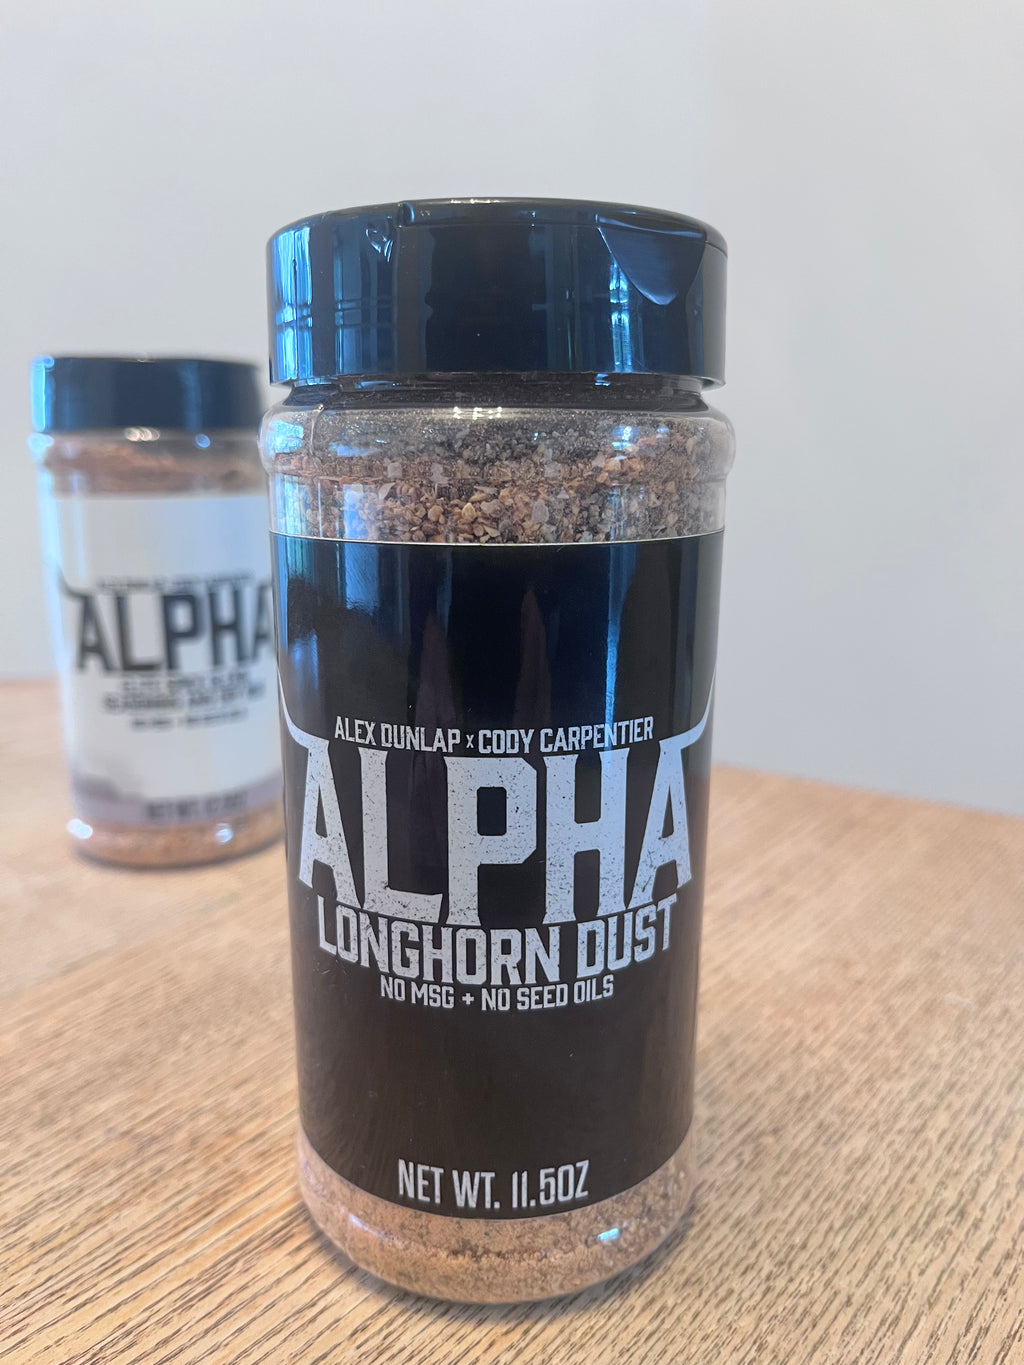 ALEX DUNLAP x CODY CARPENTIER
ALPHA
LONGHORN DUST
NO MSG + NO SEED OILS
NET WT. 11.5OZ
ALPHA